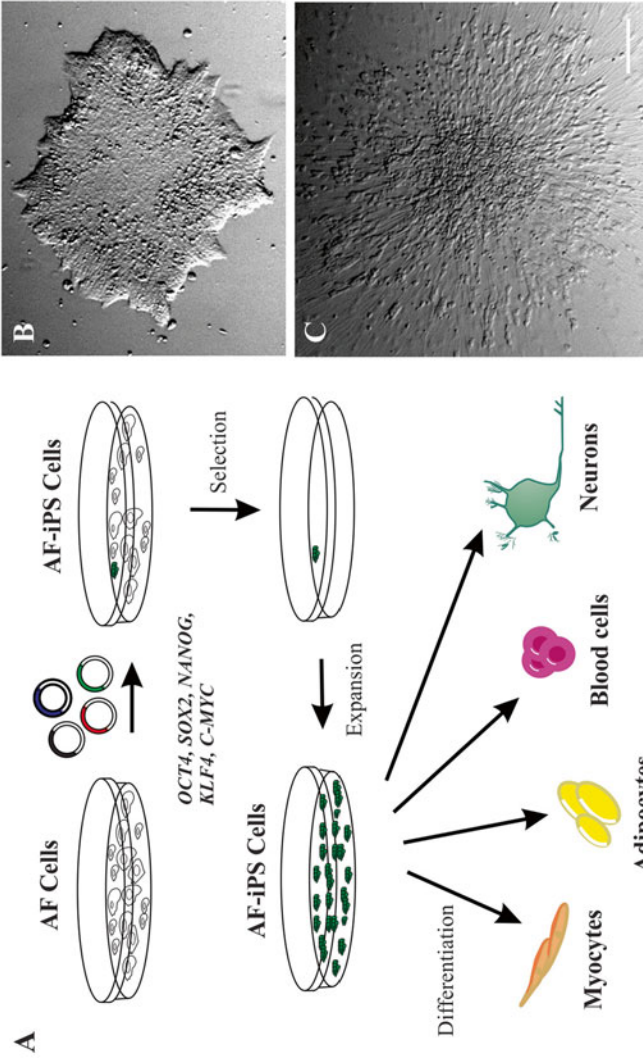 A
AF Cells
AF-iPS Cells
OCT4, SOX2, NANOG,
KLF4, C-MYC
Selection
AF-iPS Cells
Expansion
Differentiation
Myocytes
Adipocytes
Blood cells
Neurons
B
C